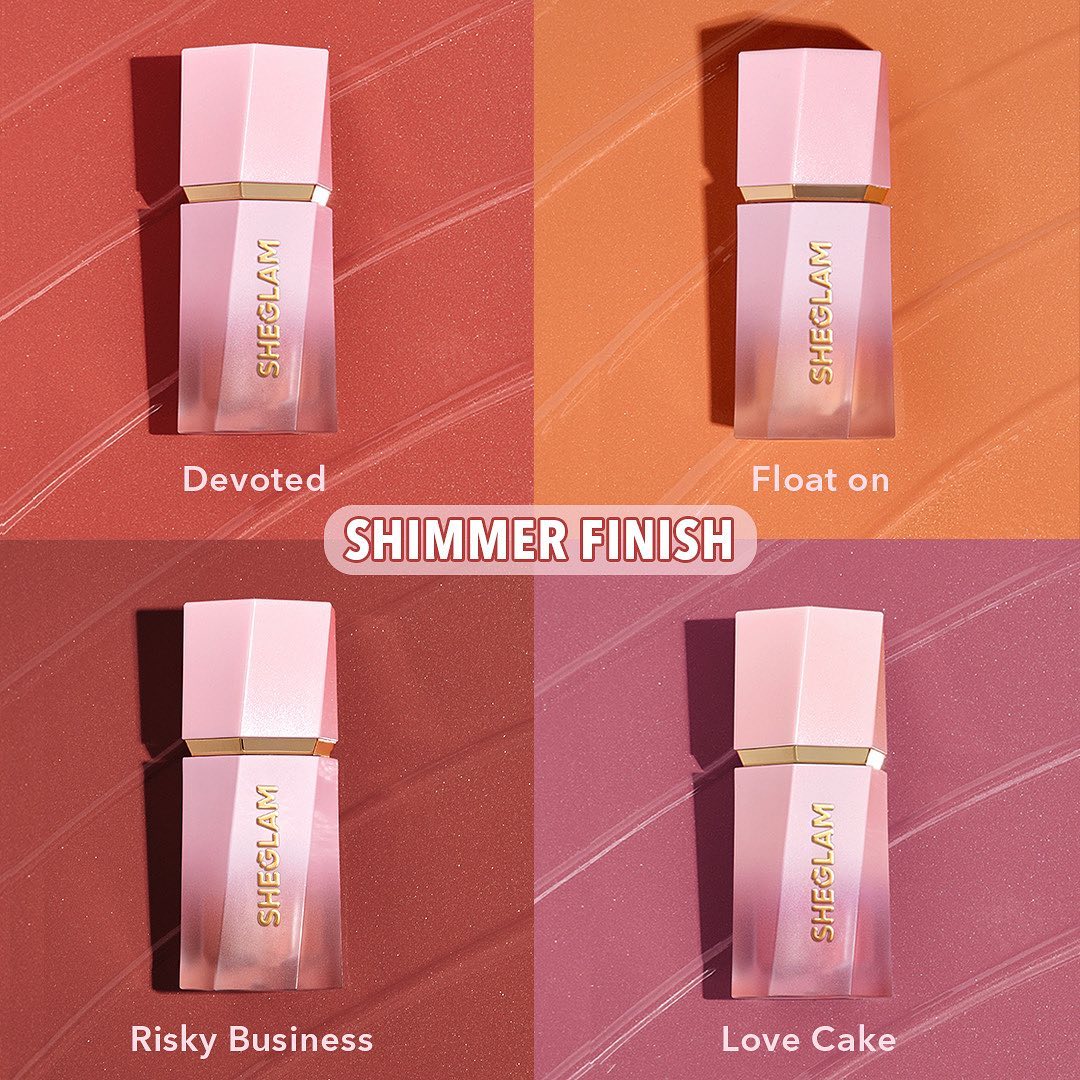 SHEGLAM
Devoted
SHEGLAM
Float on
SHIMMER FINISH
SHEGLAM
Risky Business
SHEGLAM
Love Cake